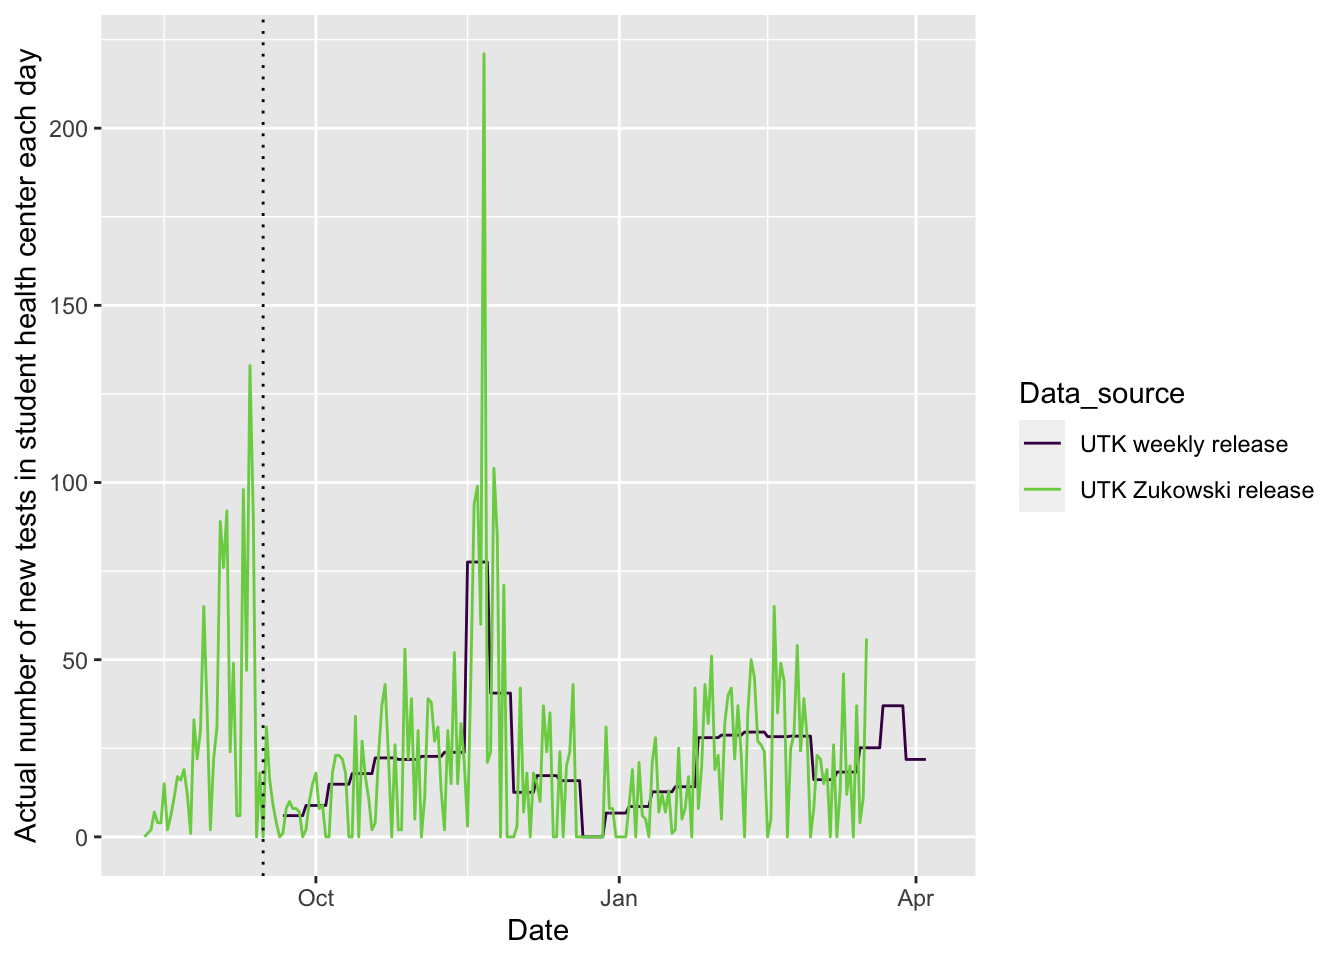 Actual number of new tests in student health center each day
200
150
100
50
0
Oct
Jan
Apr
Date
Data_source
UTK weekly release
UTK Zukowski release